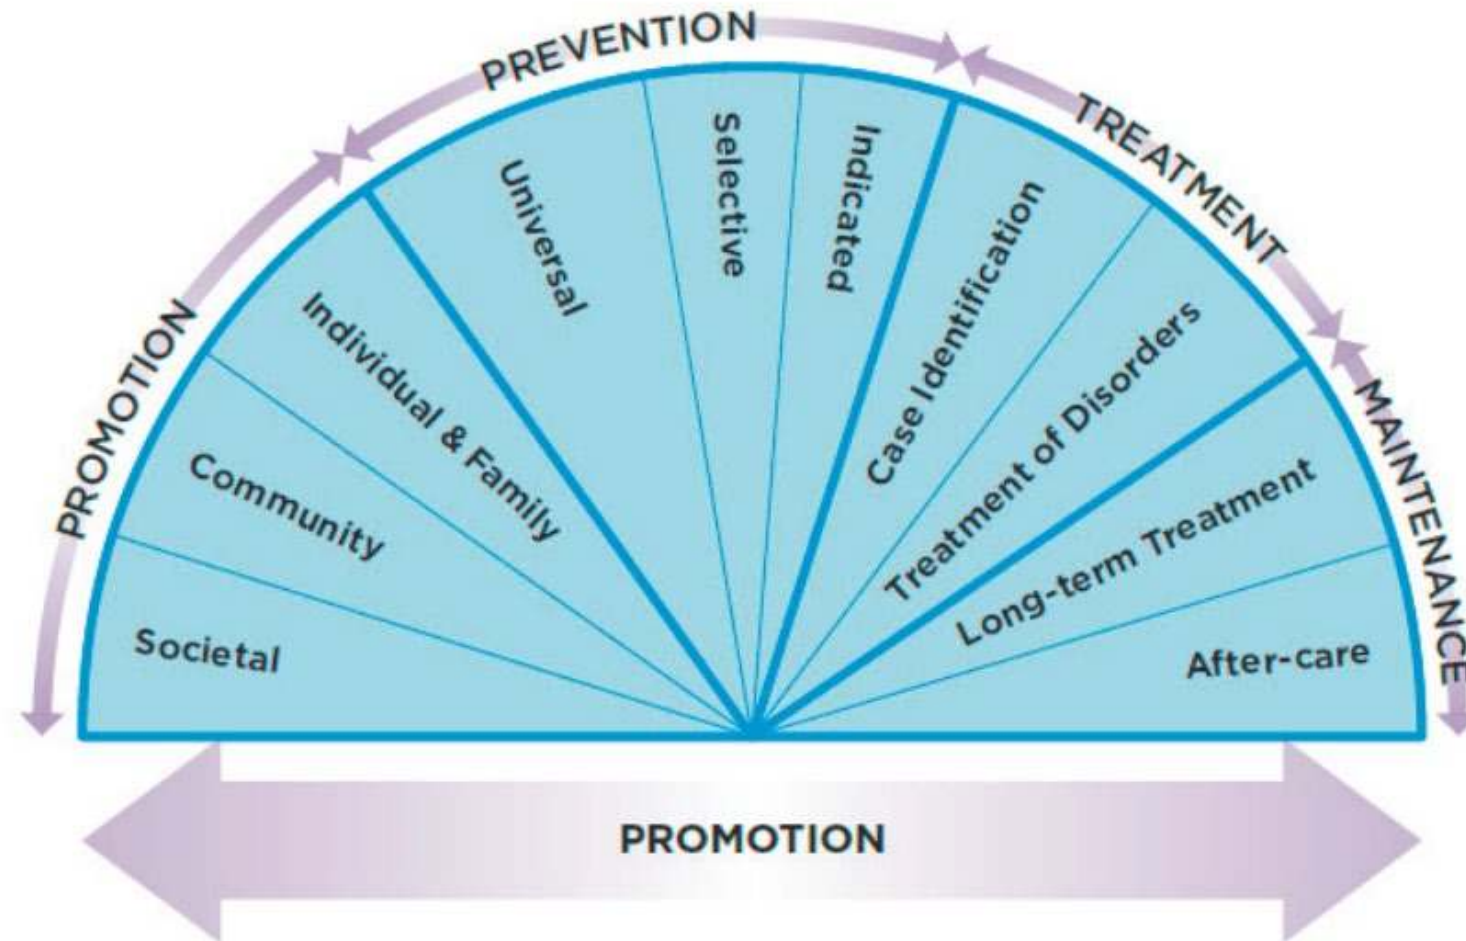 PROMOTION
PREVENTION
TREATMENT
MAINTENANCE
Societal
Community
Individual & Family
Universal
Selective
Indicated
Case Identification
Treatment of Disorders
Long-term Treatment
After-care
PROMOTION